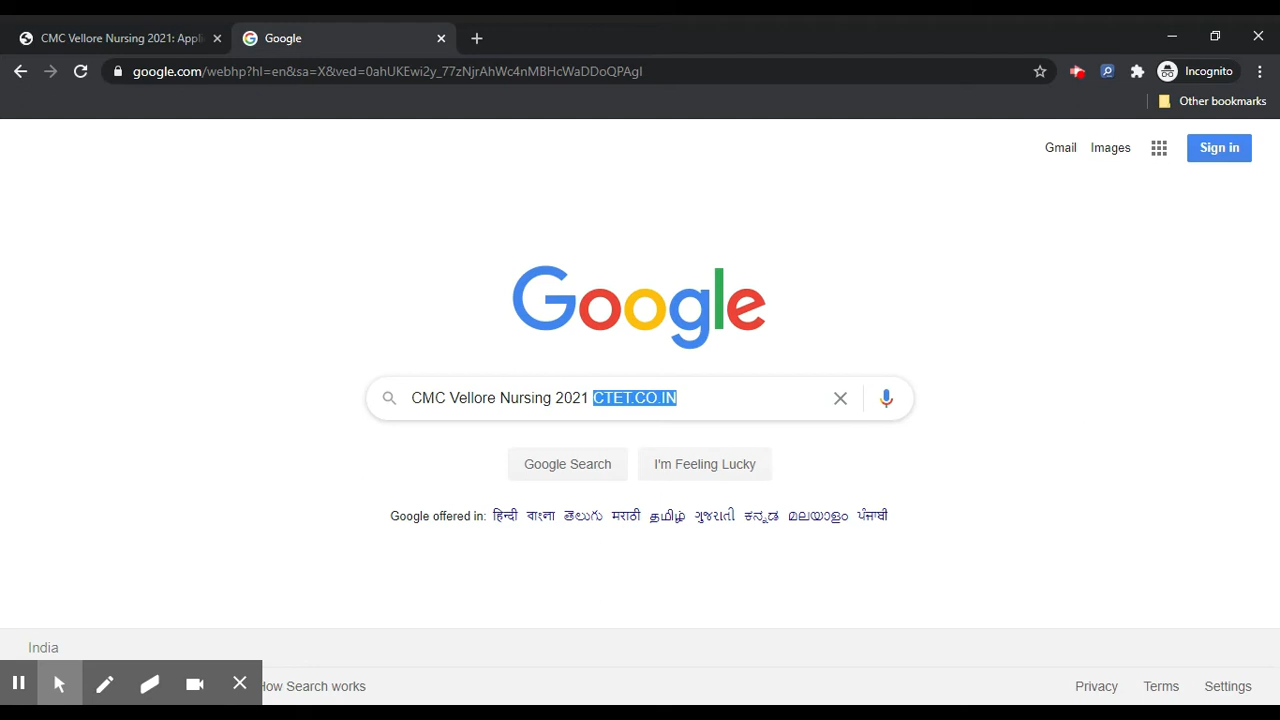 CMC Vellore Nursing 2021: Appl
Google
google.com/webhp?hl=en&sa=X&ved=0ahUKEwi2y_77zNjrAhWc4nMBHcWaDDoQPAgI
Incognito
Other bookmarks
Gmail Images Sign in
Google
CMC Vellore Nursing 2021 CTET.CO.IN
Google Search I'm Feeling Lucky
Google offered in: हिन्दी বাংলা తెలుగు मराठी தமிழ் ગુજરાતી ಕನ್ನಡ മലയാളം ਪੰਜਾਬੀ
India
How Search works Privacy Terms Settings